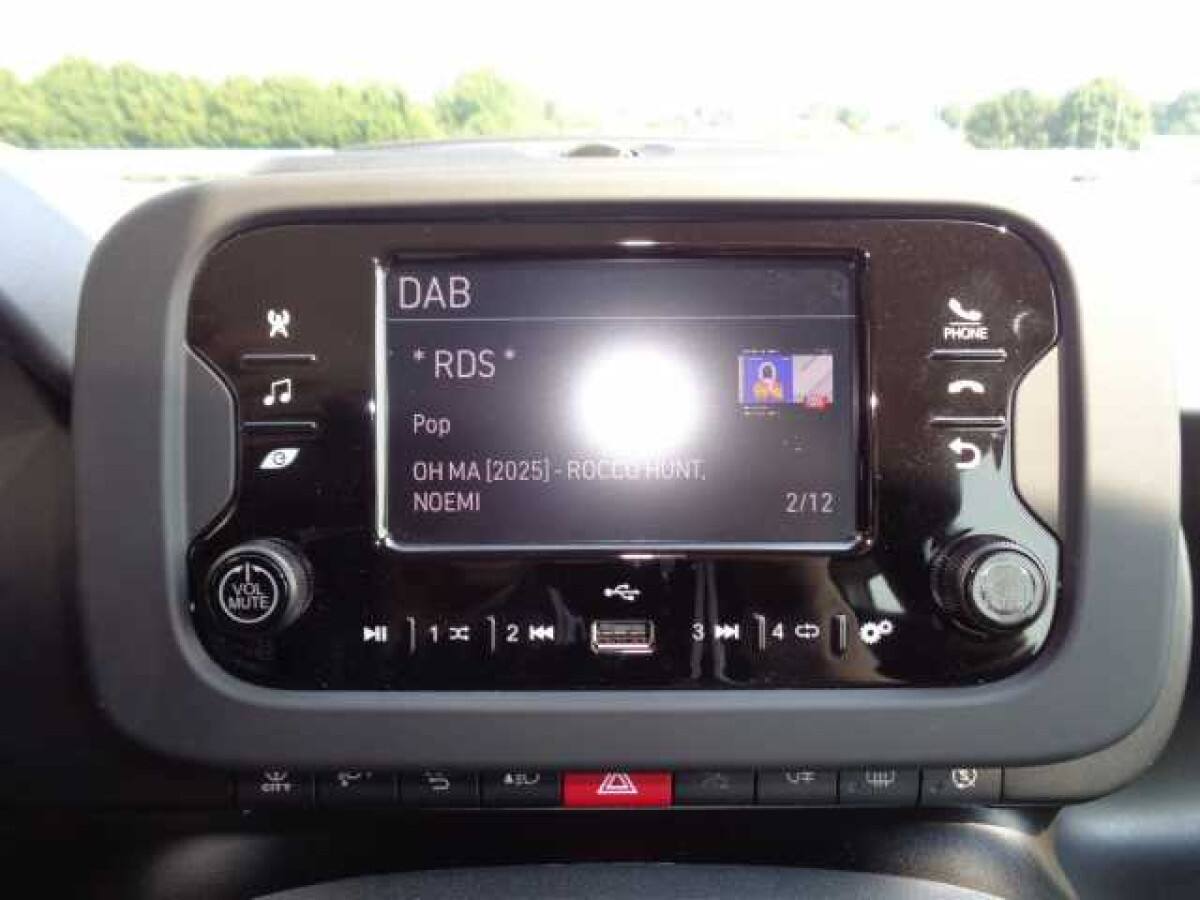 DAB
* RDS *
Pop
OH MA [2025] - ROCCO HUNT,
NOEMI
2/12
PHONE
VOL
MUTE
1
2
3
4
CITY